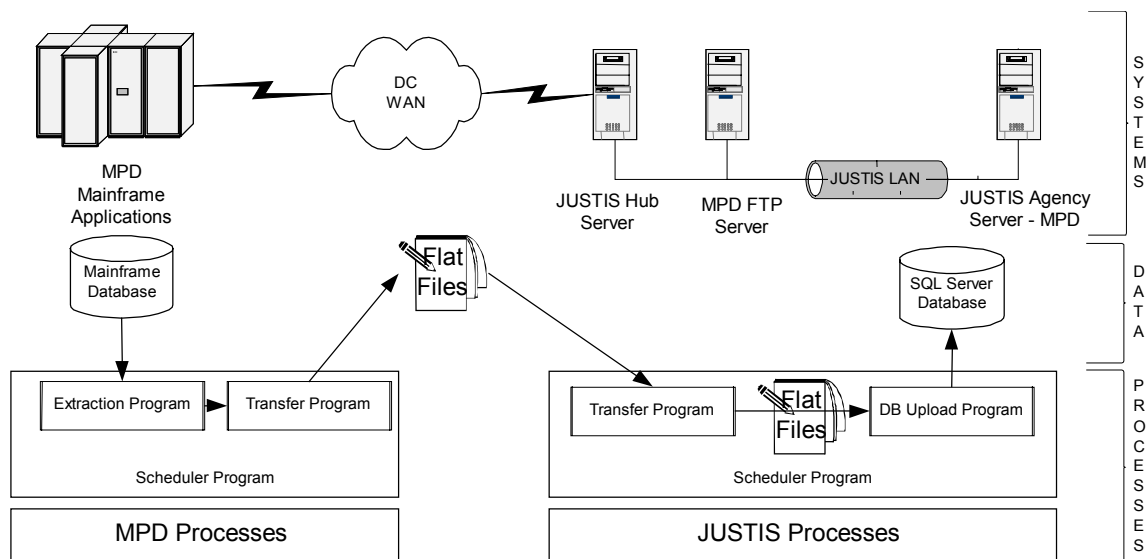 DC
WAN
MPD
Mainframe
Applications
JUSTIS Hub
Server
MPD FTP
Server
JUSTIS LAN
JUSTIS Agency
Server - MPD
SYSTEMS
Mainframe
Database
Flat
Files
SQL Server
Database
DATA
Extraction Program
Transfer Program
Scheduler Program
Transfer Program
Flat
Files
DB Upload Program
Scheduler Program
PROCESSES
MPD Processes
JUSTIS Processes